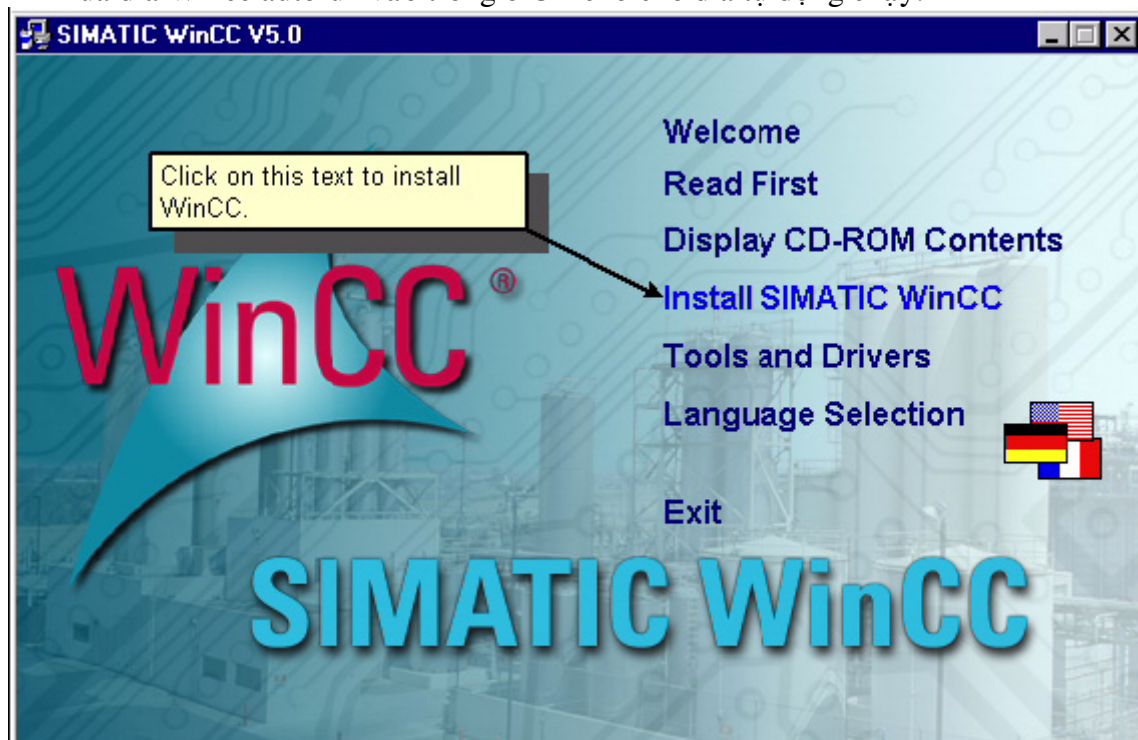 SIMATIC WinCC V5.0
Welcome
Click on this text to install
WinCC.
Read First
Display CD-ROM Contents
WinCC®
Install SIMATIC WinCC
Tools and Drivers
Language Selection
Exit
SIMATIC WinCC